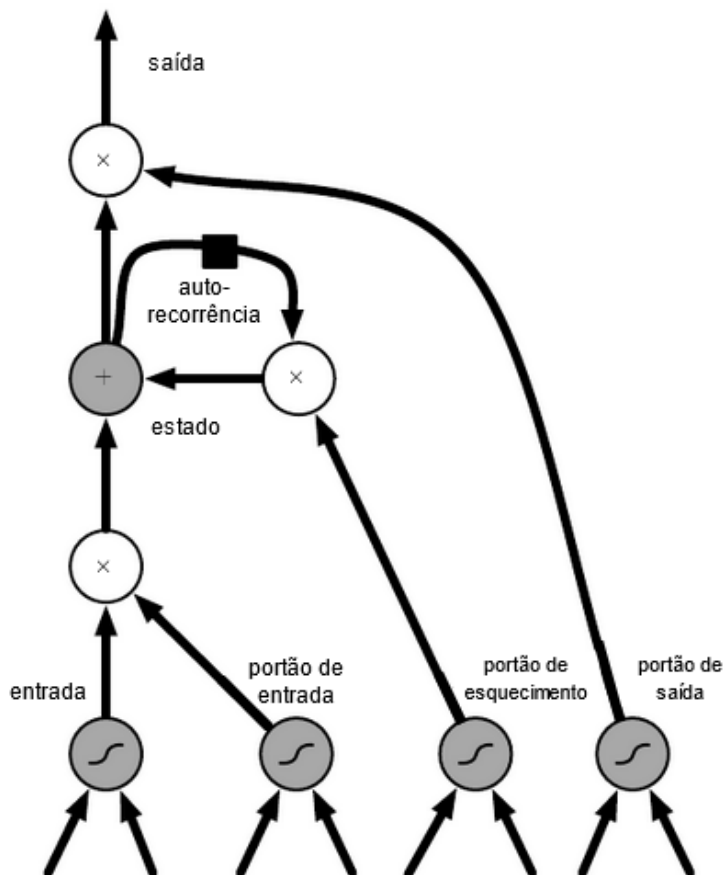 saída
×
auto-
recorrência
+
×
estado
×
entrada
portão de
entrada
portão de
esquecimento
portão de
saída